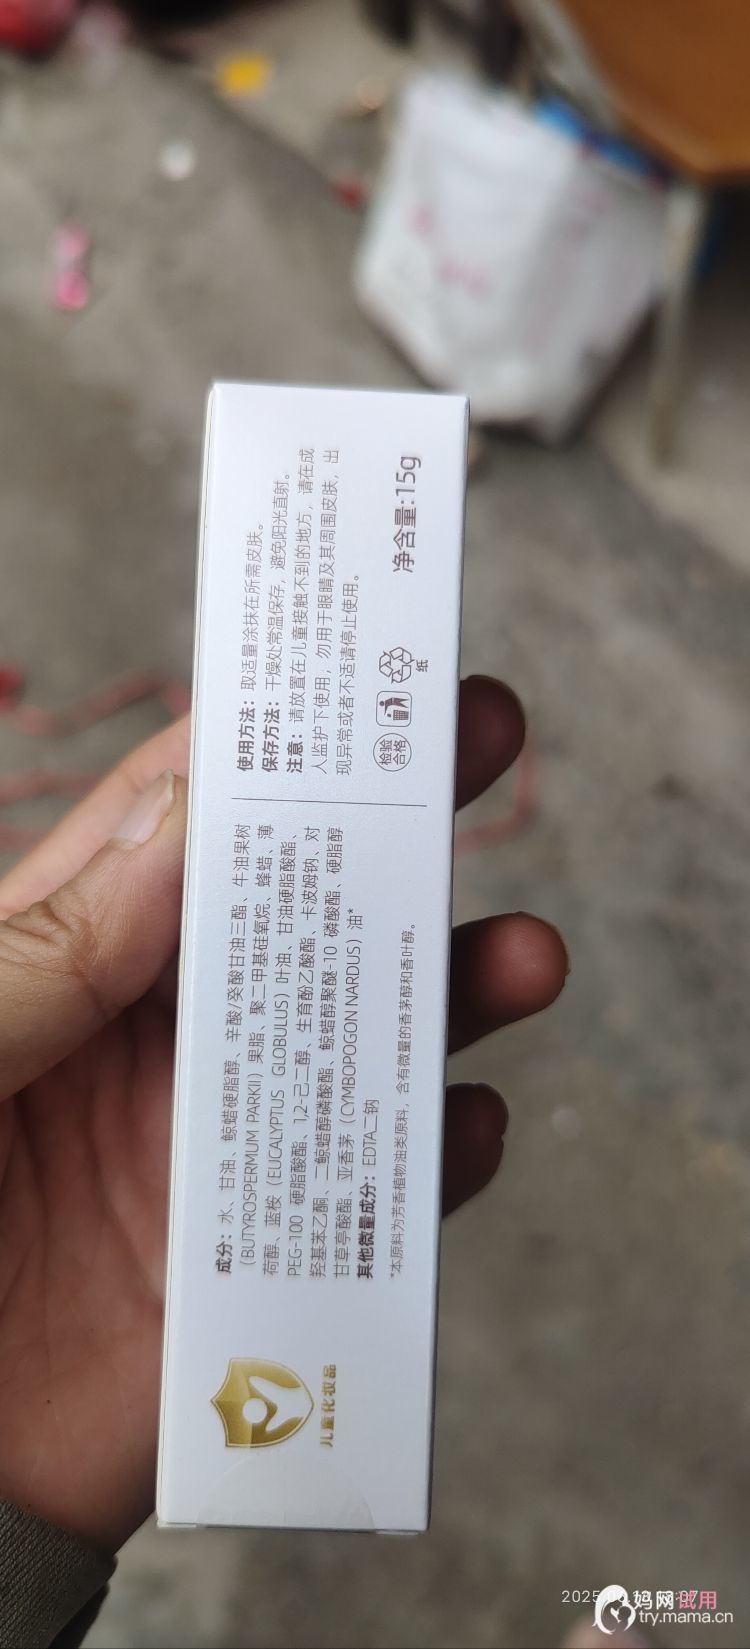 使用方法：取适量涂抹在所需皮肤。
保存方法：干燥处常温保存，避免阳光直射。
注意：请放置在儿童接触不到的地方，请在成
人监护下使用，勿用于眼睛及其周围皮肤，出
现异常或者不适请停止使用。
检验
合格
纸
净含量：15g
成分：水、甘油、鲸蜡硬脂醇、辛酸/癸酸甘油三酯、牛油果树
（BUTYROSPERMUM PARKII）果脂、聚二甲基硅氧烷、蜂蜡、薄
荷醇、蓝桉（EUCALYPTUS GLOBULUS）叶油、甘油硬脂酸酯、
PEG-100 硬脂酸酯、1,2-己二醇、生育酚乙酸酯、卡波姆钠、对
羟基苯乙酮、二鲸蜡醇磷酸酯、鲸蜡醇聚醚-10 磷酸酯、硬脂醇
甘草亭酸酯、亚香茅（CYMBOPOGON NARDUS）油*
其他微量成分：EDTA二钠
*本原料为芳香植物油类原料，含有微量的香茅醇和香叶醇。
儿童化妆品
妈网试用
try.mama.cn